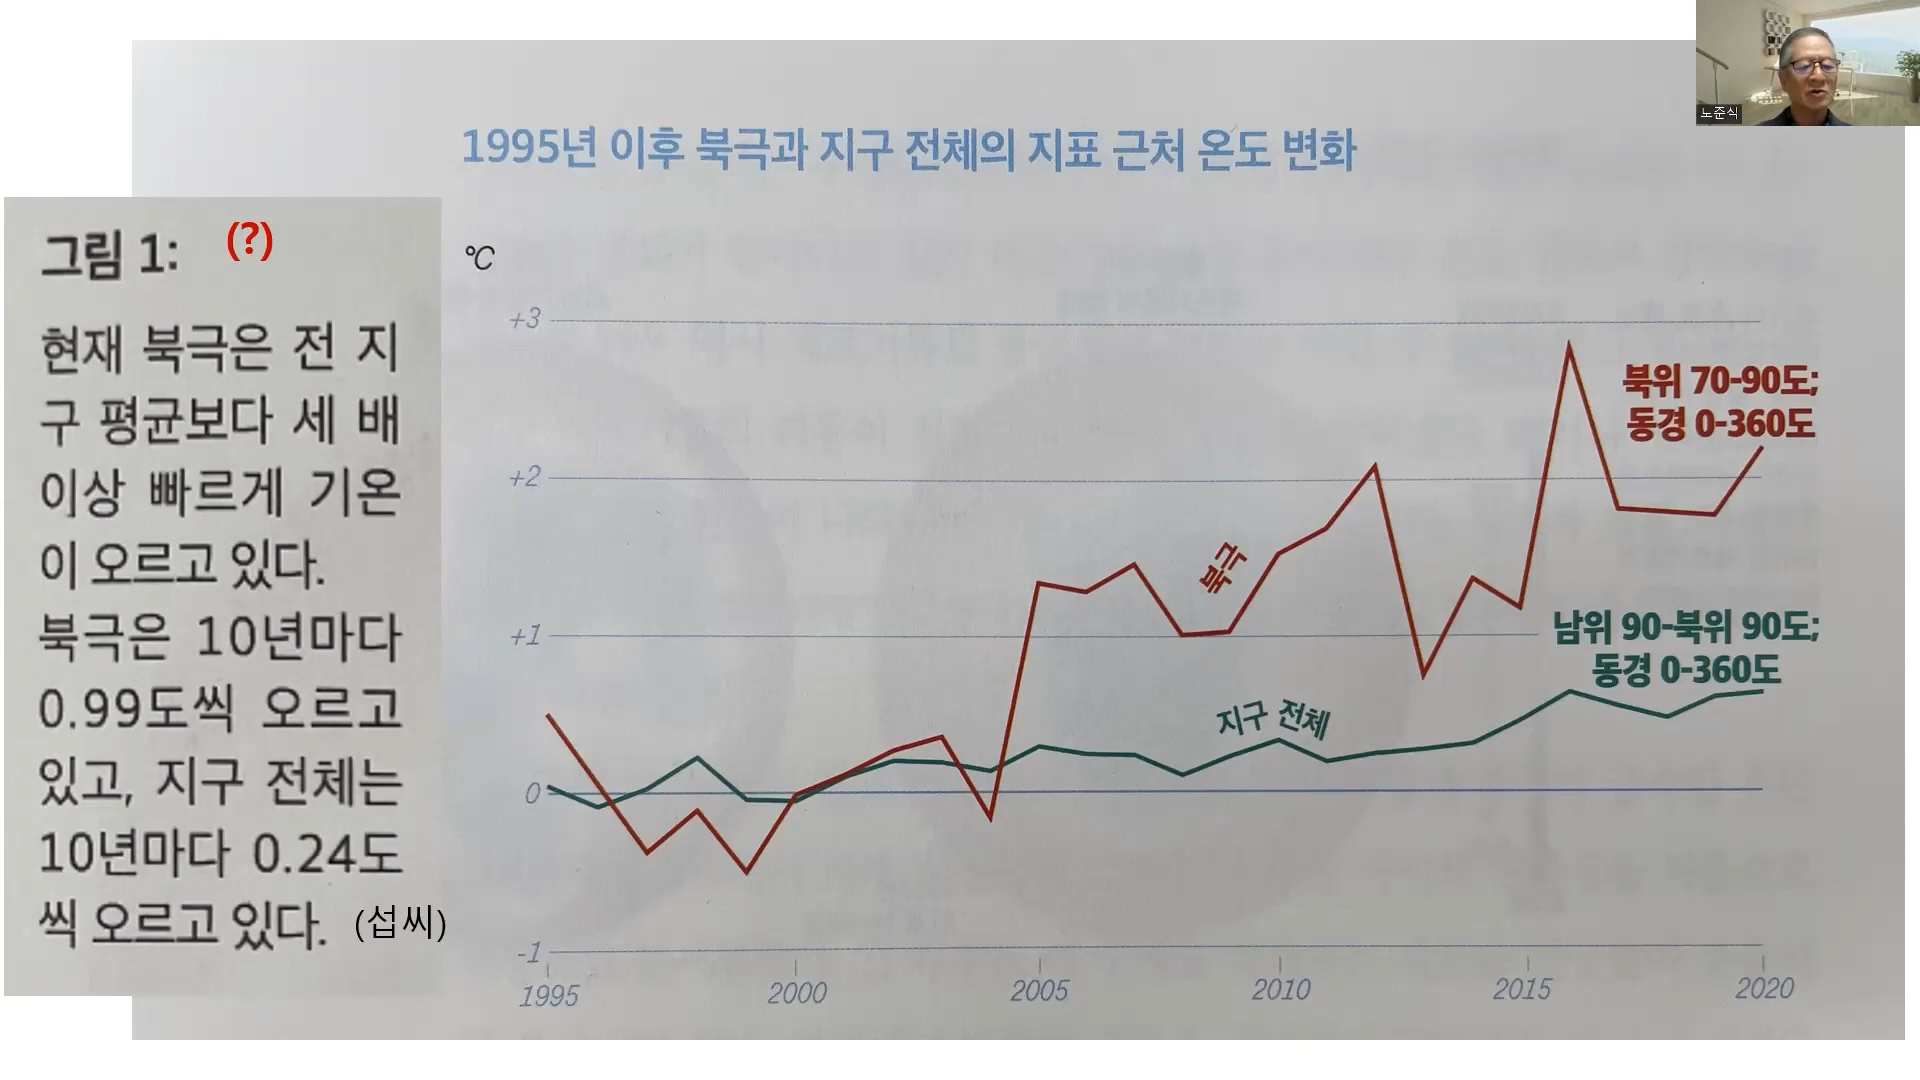 노준식
1995년 이후 북극과 지구 전체의 지표 근처 온도 변화
그림 1: (?)
현재 북극은 전 지
구 평균보다 세 배
이상 빠르게 기온
이 오르고 있다.
북극은 10년마다
0.99도씩 오르고
있고, 지구 전체는
10년마다 0.24도
씩 오르고 있다. (섭씨)
℃
+3
+2
+1
0
-1
북위 70-90도;
동경 0-360도
북극
남위 90-북위 90도;
동경 0-360도
지구 전체
1995
2000
2005
2010
2015
2020